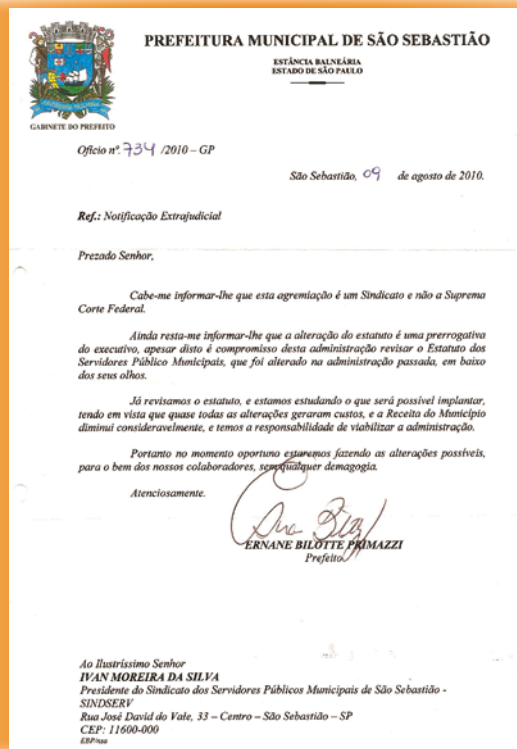 PREFEITURA MUNICIPAL DE SÃO SEBASTIÃO
ESTÂNCIA BALNEÁRIA
ESTADO DE SÃO PAULO
GABINETE DO PREFEITO
Ofício nº. 734 /2010 – GP
São Sebastião, 09 de agosto de 2010.
Ref.: Notificação Extrajudicial
Prezado Senhor,
Cabe-me informar-lhe que esta agremiação é um Sindicato e não a Suprema
Corte Federal.
Ainda resta-me informar-lhe que a alteração do estatuto é uma prerrogativa
do executivo, apesar disto é compromisso desta administração revisar o Estatuto dos
Servidores Público Municipais, que foi alterado na administração passada, em baixo
dos seus olhos.
Já revisamos o estatuto, e estamos estudando o que será possível implantar,
tendo em vista que quase todas as alterações geraram custos, e a Receita do Município
diminui consideravelmente, e temos a responsabilidade de viabilizar a administração.
Portanto no momento oportuno estaremos fazendo as alterações possíveis,
para o bem dos nossos colaboradores, sem qualquer demagogia.
Atenciosamente.
ERNANE BILOTTE PRIMAZZI
Prefeito
Ao Ilustríssimo Senhor
IVAN MOREIRA DA SILVA
Presidente do Sindicato dos Servidores Públicos Municipais de São Sebastião -
SINDSERV
Rua José David do Vale, 33 – Centro – São Sebastião – SP
CEP: 11600-000